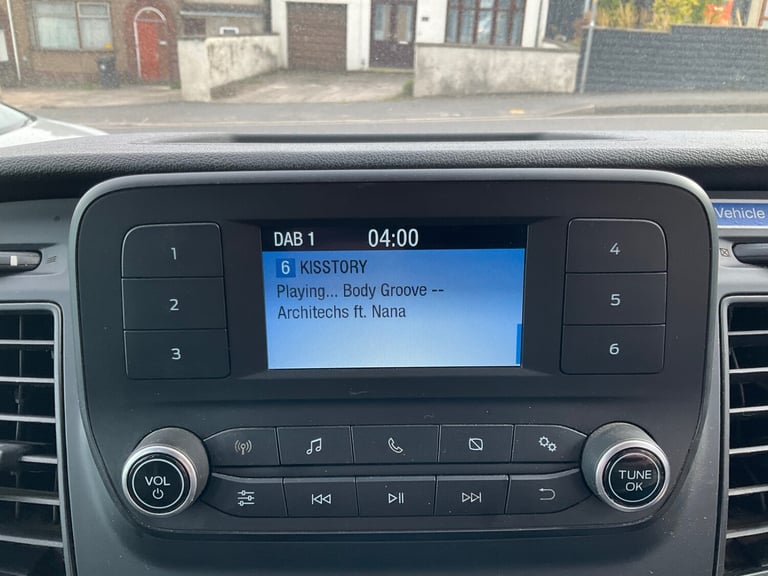 Vehicle
DAB 1 04:00
6 KISSTORY
Playing... Body Groove --
Architechs ft. Nana
1
2
3
4
5
6
VOL
TUNE
OK